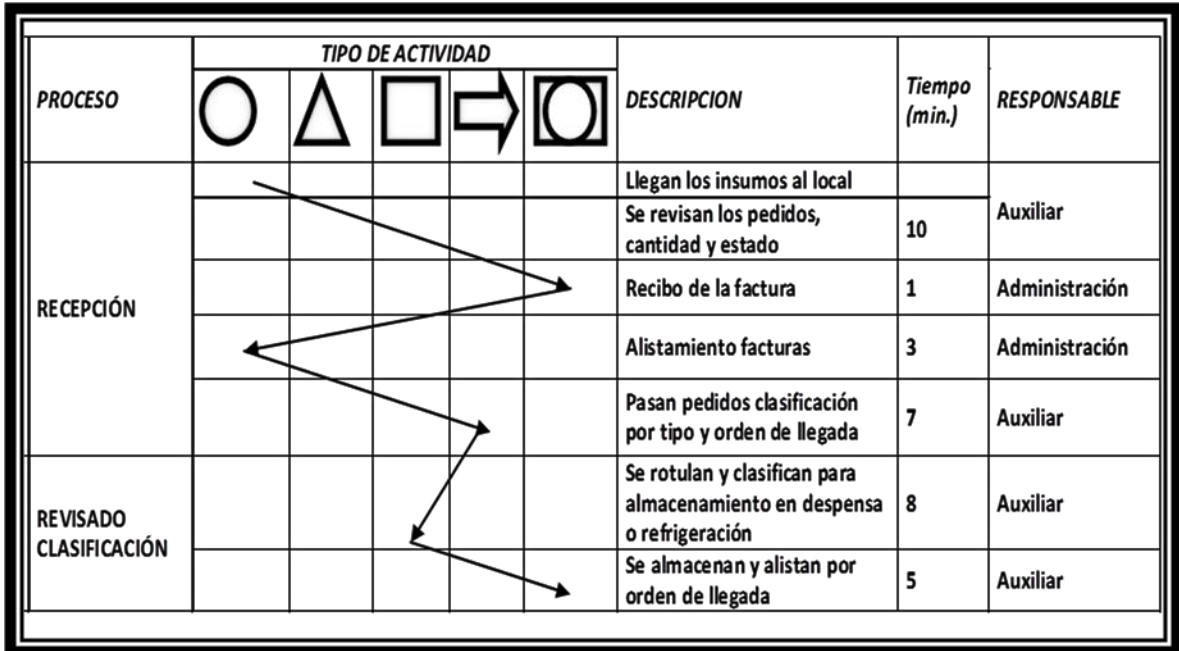 TIPO DE ACTIVIDAD
PROCESO
DESCRIPCION
Tiempo
(min.)
RESPONSABLE
RECEPCIÓN
Llegan los insumos al local
Se revisan los pedidos,
cantidad y estado
10
Auxiliar
Recibo de la factura
1
Administración
Alistamiento facturas
3
Administración
Pasan pedidos clasificación
por tipo y orden de llegada
7
Auxiliar
REVISADO
CLASIFICACIÓN
Se rotulan y clasifican para
almacenamiento en despensa
o refrigeración
8
Auxiliar
Se almacenan y alistan por
orden de llegada
5
Auxiliar